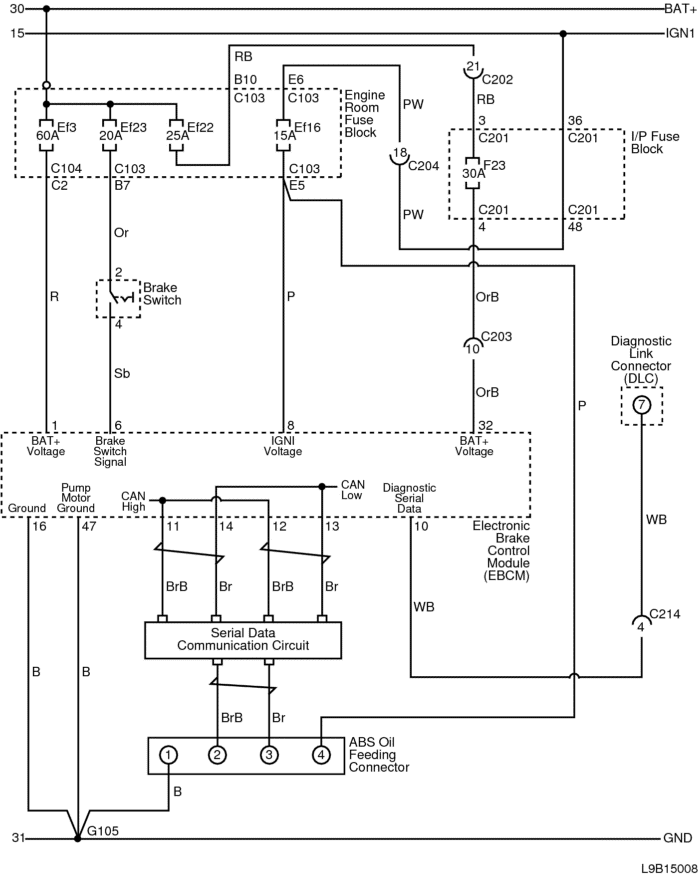 30 BAT+
15 IGN1
RB
21 C202
B10 E6
C103 C103
Engine
Room
Fuse
Block
PW
RB
Ef3
60A
Ef23
20A
Ef22
25A
Ef16
15A
3 36
C201 C201
I/P Fuse
Block
18 C204
F23
30A
C104 C103 C103
C2 B7 E5
C201 C201
4 48
PW
Or
2
Brake
Switch
4
R
P
OrB
C203
10
Sb
OrB
P
Diagnostic
Link
Connector
(DLC)
7
1 6 8 32
BAT+
Voltage
Brake
Switch
Signal
IGNI
Voltage
BAT+
Voltage
Ground
Pump
Motor
Ground
CAN
High
CAN
Low
Diagnostic
Serial
Data
16 47 11 14 12 13 10
Electronic
Brake
Control
Module
(EBCM)
WB
BrB Br BrB Br
WB
C214
4
Serial Data
Communication Circuit
B B
BrB Br
1 2 3 4
ABS Oil
Feeding
Connector
B
G105
31 GND
L9B15008